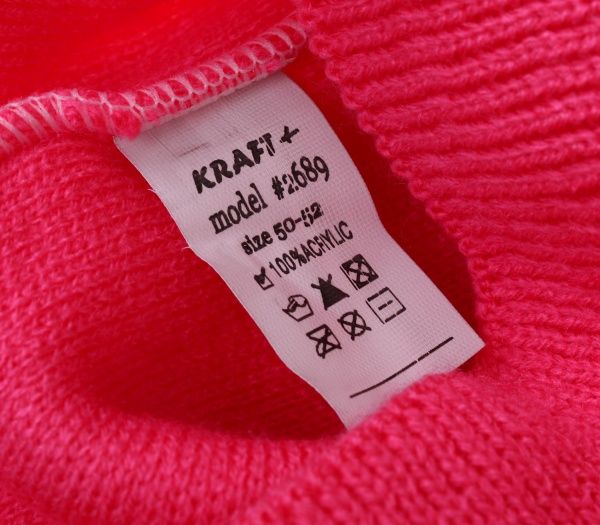 KRAFT +
model #2689
size 50-52
100%ACRYLIC